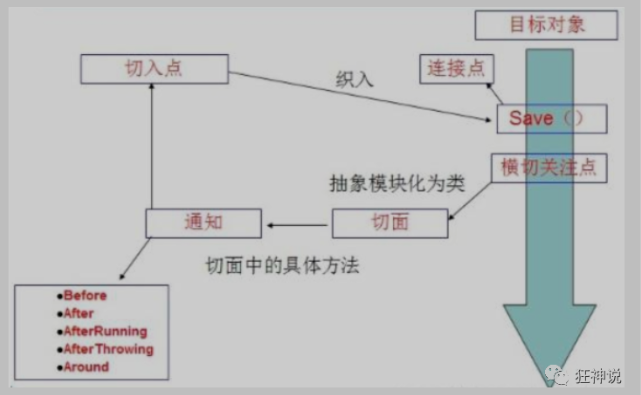 目标对象
切入点
连接点
织入
Save（）
横切关注点
抽象模块化为类
通知
切面
切面中的具体方法
●Before
●After
●AfterRunning
●AfterThrowing
●Around
狂神说